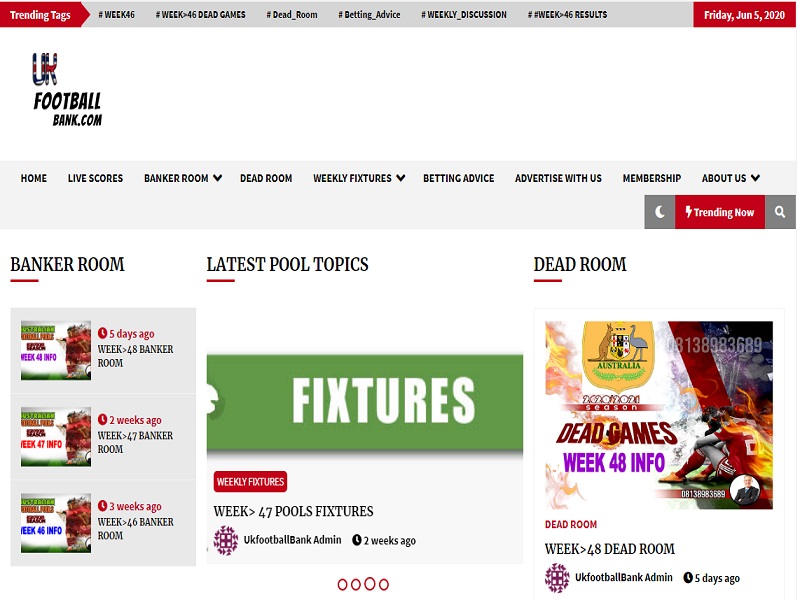 Trending Tags
# WEEK46
# WEEK>46 DEAD GAMES
# Dead_Room
# Betting_Advice
# WEEKLY_DISCUSSION
# #WEEK>46 RESULTS
Friday, Jun 5, 2020
UK
FOOTBALL
BANK.COM
HOME
LIVE SCORES
BANKER ROOM
DEAD ROOM
WEEKLY FIXTURES
BETTING ADVICE
ADVERTISE WITH US
MEMBERSHIP
ABOUT US
Trending Now
BANKER ROOM
5 days ago
WEEK>48 BANKER
ROOM
WEEK 48 INFO
2 weeks ago
WEEK>47 BANKER
ROOM
WEEK 47 INFO
3 weeks ago
WEEK>46 BANKER
ROOM
WEEK 46 INFO
LATEST POOL TOPICS
FIXTURES
WEEKLY FIXTURES
WEEK> 47 POOLS FIXTURES
UkfootballBank Admin
2 weeks ago
DEAD ROOM
08138983689
AUSTRALIA
2020/2021
season
DEAD GAMES
WEEK 48 INFO
08138983689
DEAD ROOM
WEEK>48 DEAD ROOM
UkfootballBank Admin
5 days ago